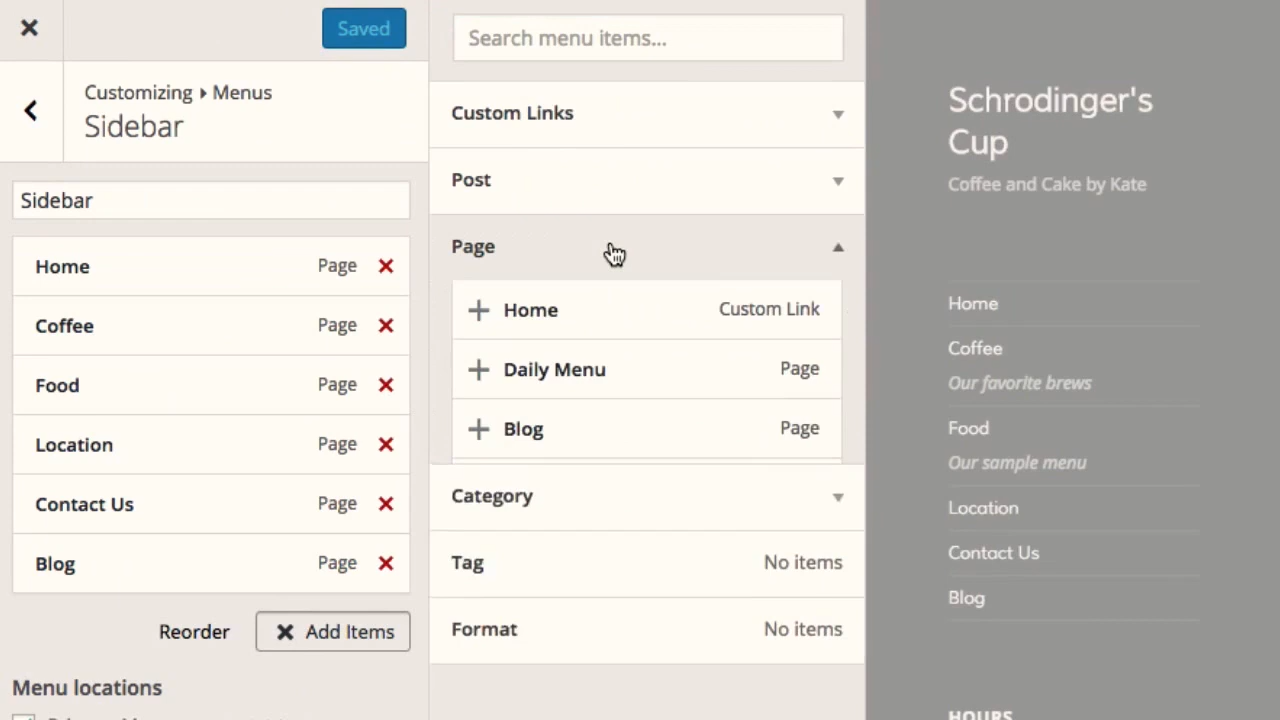 Saved
Customizing ▸ Menus
Sidebar
Sidebar
Home Page
Coffee Page
Food Page
Location Page
Contact Us Page
Blog Page
Reorder Add Items
Menu locations
Search menu items...
Custom Links
Post
Page
Home Custom Link
Daily Menu Page
Blog Page
Category
Tag No items
Format No items
Schrodinger's
Cup
Coffee and Cake by Kate
Home
Coffee
Our favorite brews
Food
Our sample menu
Location
Contact Us
Blog
HOURS